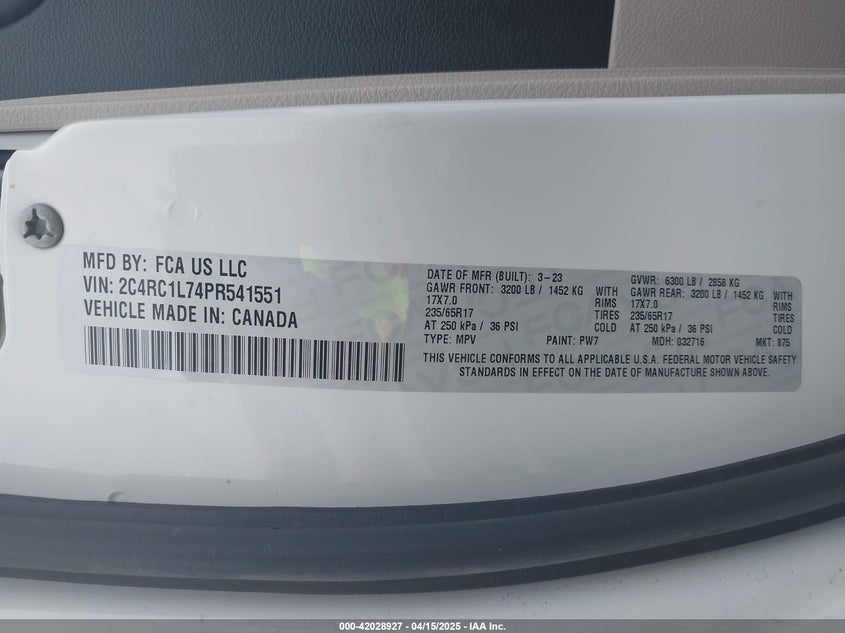 MFD BY: FCA US LLC
VIN: 2C4RC1L74PR541551
VEHICLE MADE IN: CANADA
DATE OF MFR (BUILT): 3-23
GAWR FRONT: 3200 LB / 1452 KG WITH
17X7.0 RIMS
235/65R17 TIRES
AT 250 kPa / 36 PSI COLD
TYPE: MPV PAINT: PW7
GVWR: 6300 LB / 2858 KG
GAWR REAR: 3200 LB / 1452 KG WITH
17X7.0 RIMS
235/65R17 TIRES
AT 250 kPa / 36 PSI COLD
MDH: 032716 MKT: 875
THIS VEHICLE CONFORMS TO ALL APPLICABLE U.S.A. FEDERAL MOTOR VEHICLE SAFETY
STANDARDS IN EFFECT ON THE DATE OF MANUFACTURE SHOWN ABOVE.
000-42028927 - 04/15/2025 - IAA Inc.